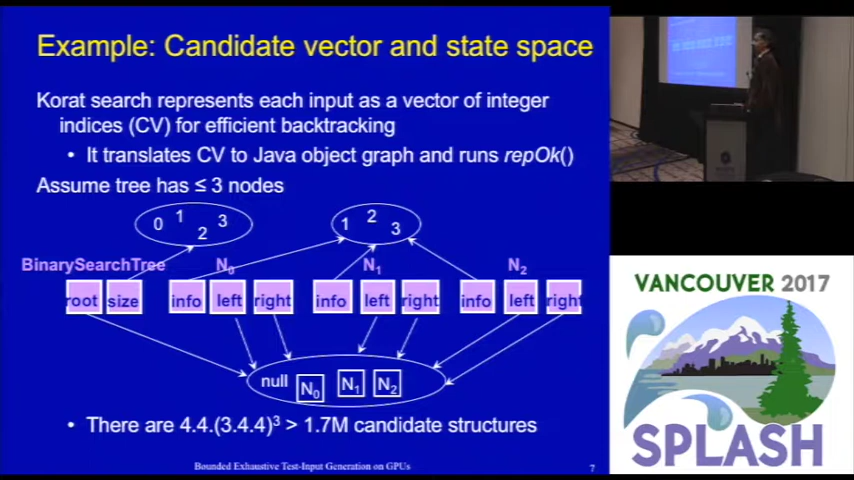 Example: Candidate vector and state space
Korat search represents each input as a vector of integer
indices (CV) for efficient backtracking
• It translates CV to Java object graph and runs repOk()
Assume tree has ≤ 3 nodes
0 1 2 3
1 2 3
BinarySearchTree N0 N1 N2
root size info left right info left right info left right
null N0 N1 N2
• There are 4.4.(3.4.4)³ > 1.7M candidate structures
Bounded Exhaustive Test-Input Generation on GPUs
7
VANCOUVER 2017
SPLASH